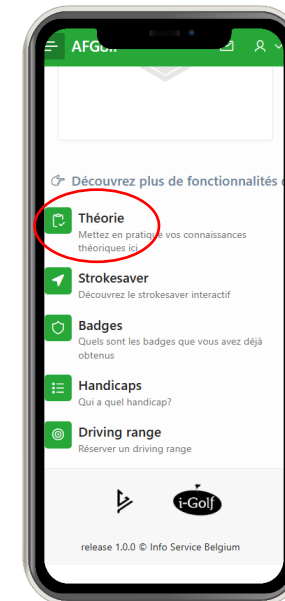 AFGolf
Découvrez plus de fonctionnalités
Théorie
Mettez en pratique vos connaissances
théoriques ici
Strokesaver
Découvrez le strokesaver interactif
Badges
Quels sont les badges que vous avez déjà
obtenus
Handicaps
Qui a quel handicap?
Driving range
Réserver un driving range
i-Golf
release 1.0.0 © Info Service Belgium